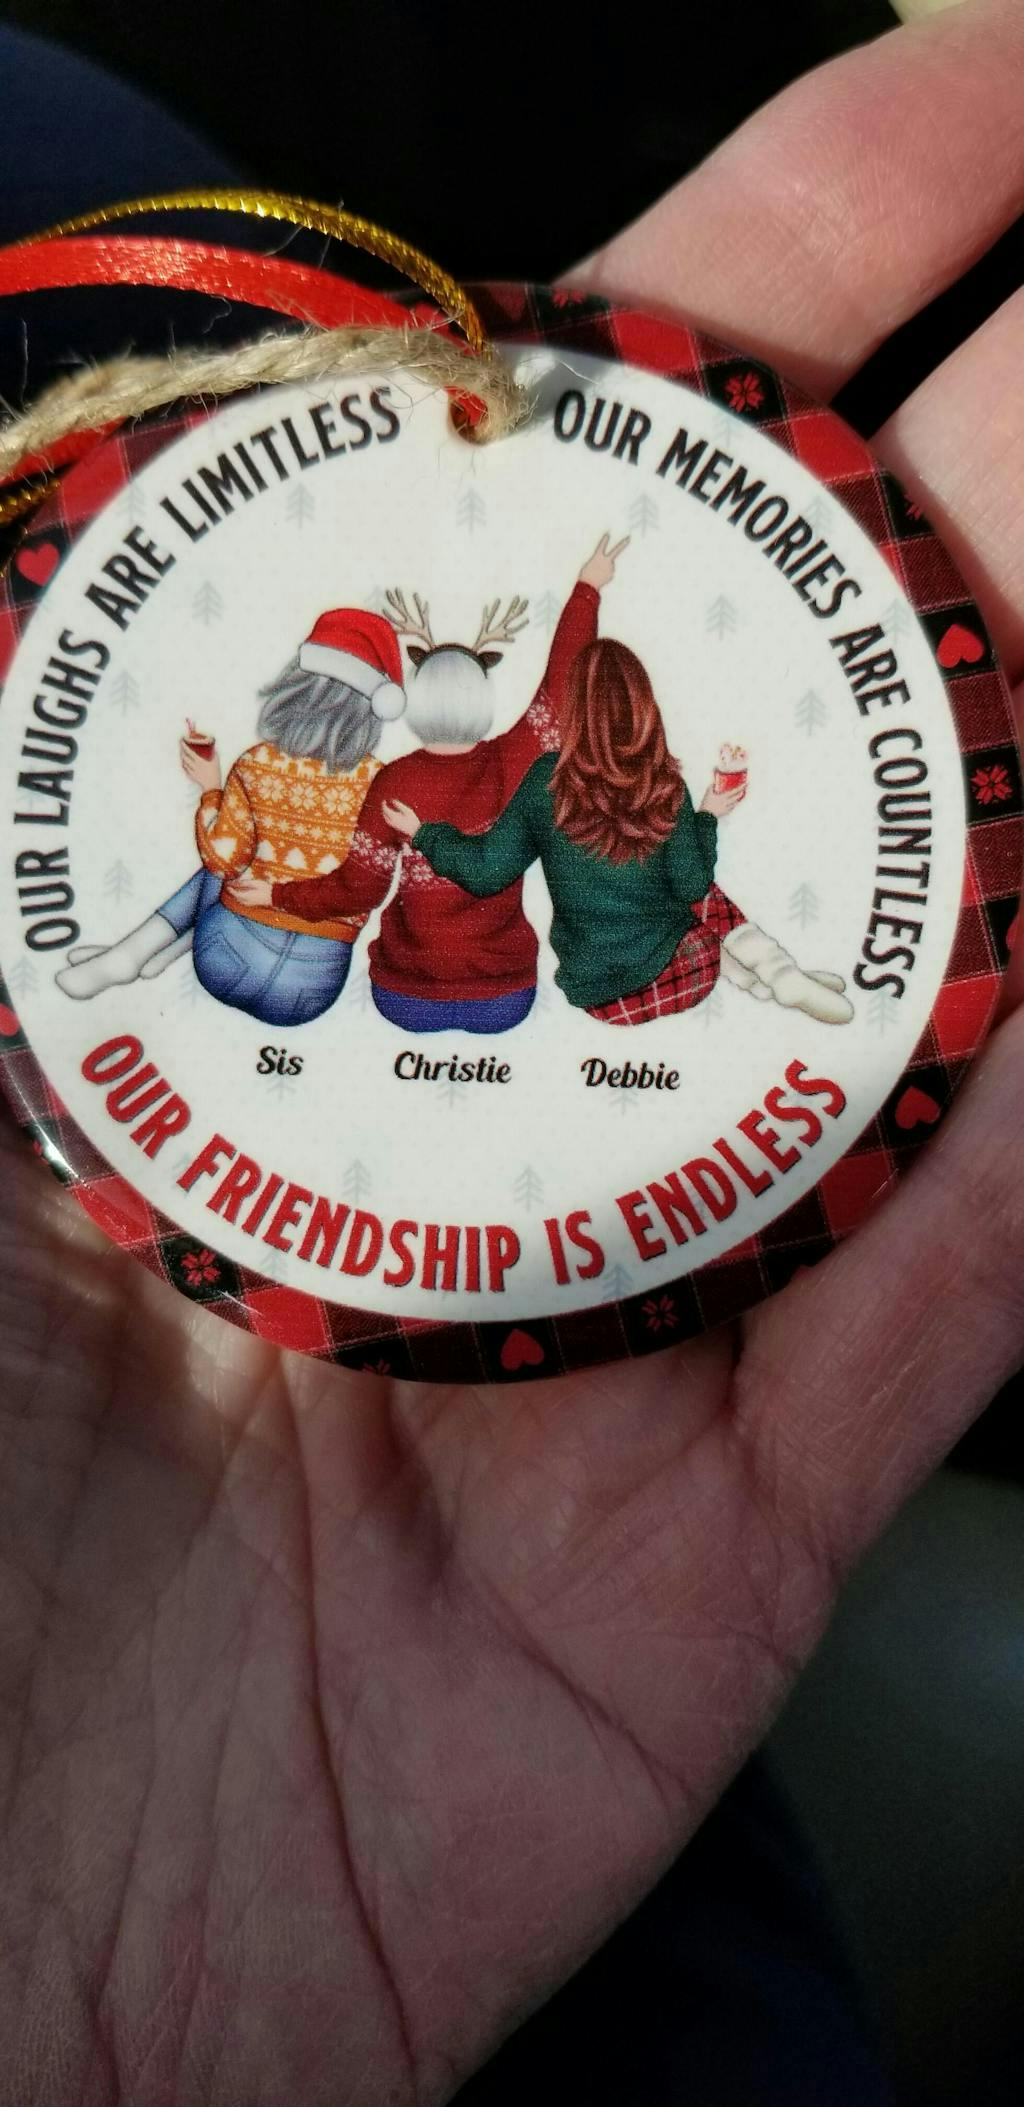 OUR LAUGHS ARE LIMITLESS
OUR MEMORIES ARE COUNTLESS
Sis
Christie
Debbie
OUR FRIENDSHIP IS ENDLESS